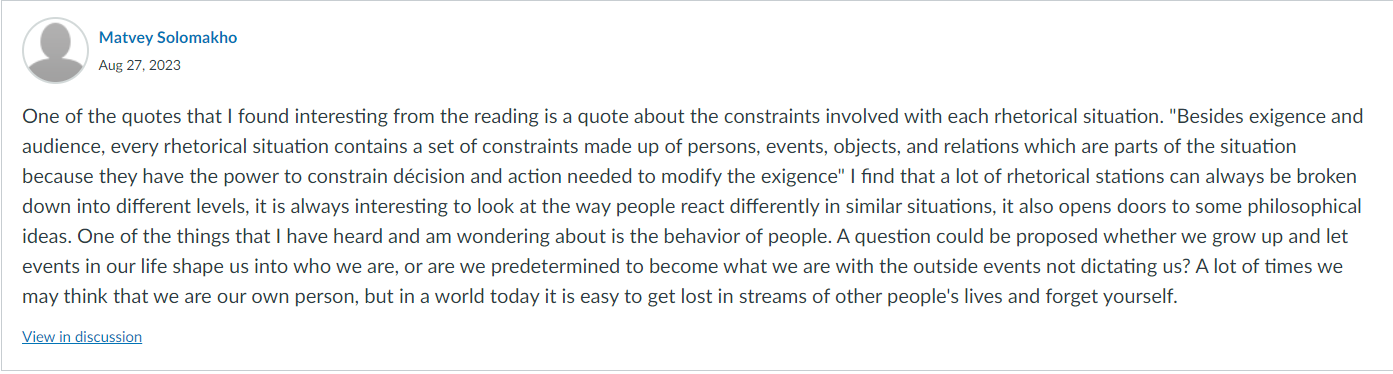 Matvey Solomakho
Aug 27, 2023
One of the quotes that I found interesting from the reading is a quote about the constraints involved with each rhetorical situation. "Besides exigence and
audience, every rhetorical situation contains a set of constraints made up of persons, events, objects, and relations which are parts of the situation
because they have the power to constrain décision and action needed to modify the exigence" I find that a lot of rhetorical stations can always be broken
down into different levels, it is always interesting to look at the way people react differently in similar situations, it also opens doors to some philosophical
ideas. One of the things that I have heard and am wondering about is the behavior of people. A question could be proposed whether we grow up and let
events in our life shape us into who we are, or are we predetermined to become what we are with the outside events not dictating us? A lot of times we
may think that we are our own person, but in a world today it is easy to get lost in streams of other people's lives and forget yourself.
View in discussion